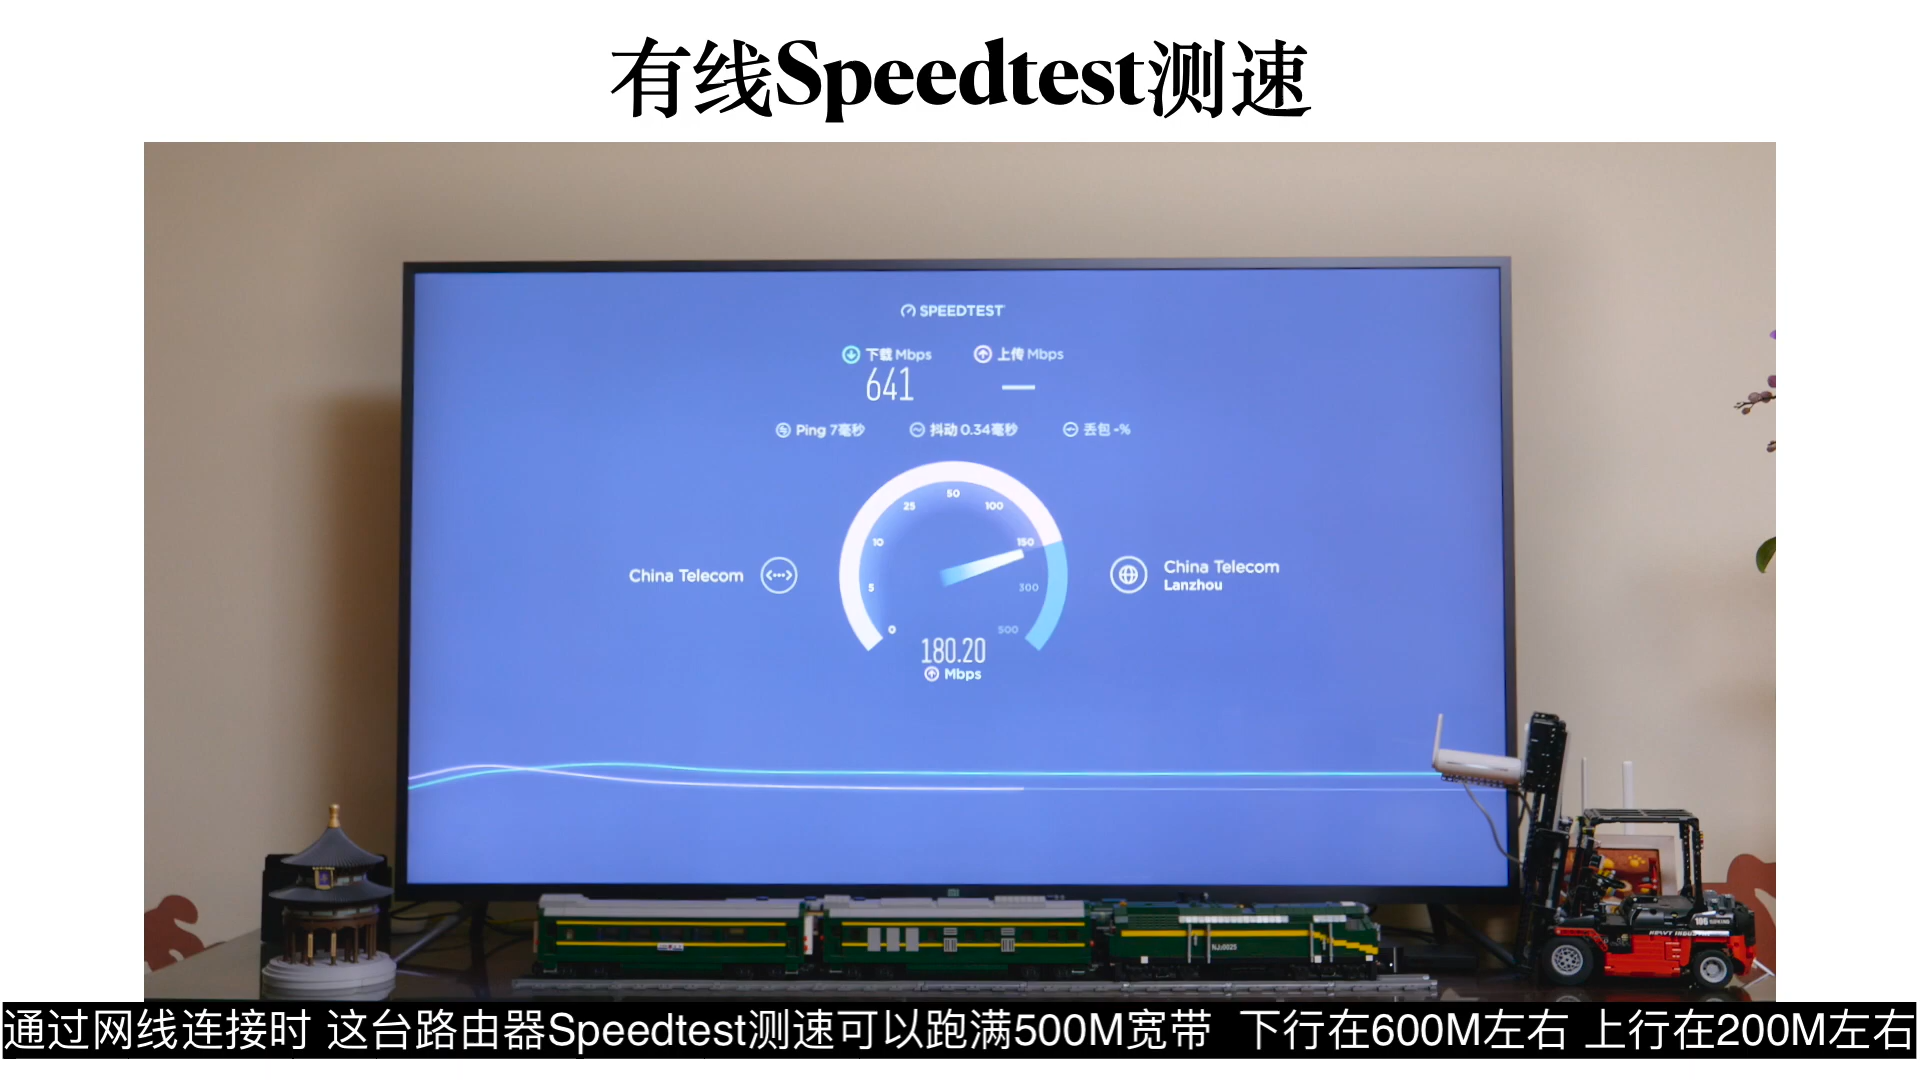 有线Speedtest测速
SPEEDTEST
下载 Mbps 上传 Mbps
641 —
Ping 7毫秒 抖动 0.34毫秒 丢包 -%
50
25 100
10 150
China Telecom China Telecom
Lanzhou
5 300
0 500
180.20
Mbps
NJ20025
106
HEAVY INDUSTRY
通过网线连接时 这台路由器Speedtest测速可以跑满500M宽带 下行在600M左右 上行在200M左右